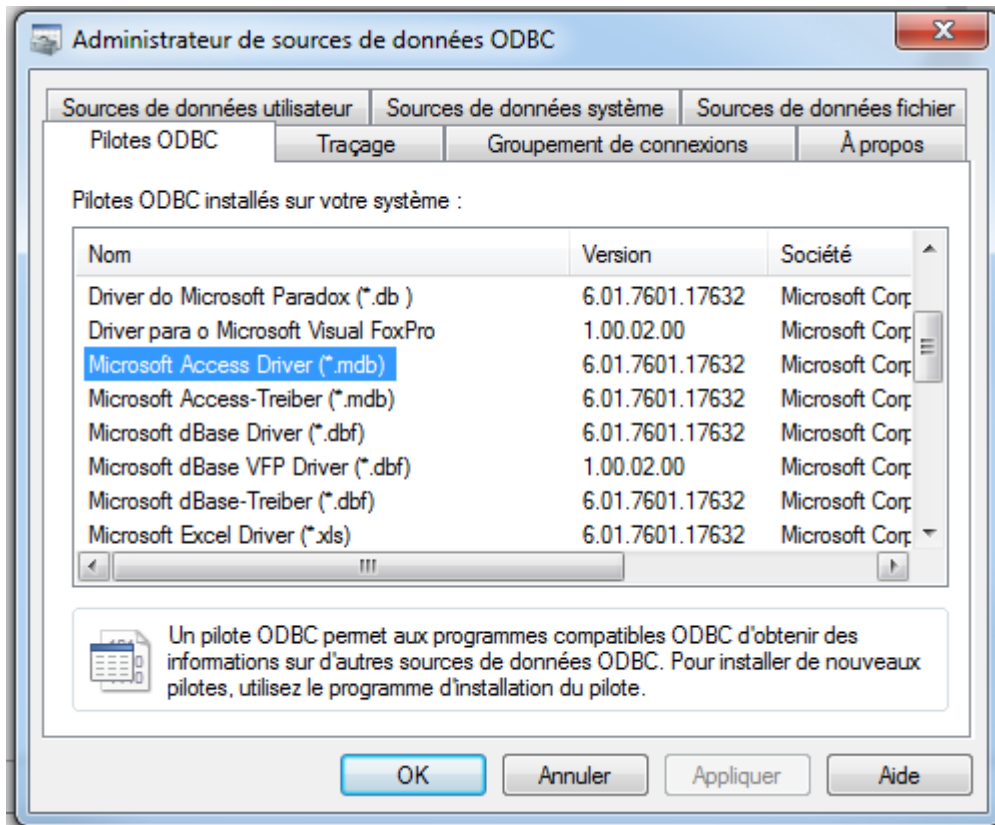 Administrateur de sources de données ODBC
Sources de données utilisateur Sources de données système Sources de données fichier
Pilotes ODBC Traçage Groupement de connexions À propos
Pilotes ODBC installés sur votre système :
Nom Version Société
Driver do Microsoft Paradox (*.db ) 6.01.7601.17632 Microsoft Corp
Driver para o Microsoft Visual FoxPro 1.00.02.00 Microsoft Corp
Microsoft Access Driver (*.mdb) 6.01.7601.17632 Microsoft Corp
Microsoft Access-Treiber (*.mdb) 6.01.7601.17632 Microsoft Corp
Microsoft dBase Driver (*.dbf) 6.01.7601.17632 Microsoft Corp
Microsoft dBase VFP Driver (*.dbf) 1.00.02.00 Microsoft Corp
Microsoft dBase-Treiber (*.dbf) 6.01.7601.17632 Microsoft Corp
Microsoft Excel Driver (*.xls) 6.01.7601.17632 Microsoft Corp
Un pilote ODBC permet aux programmes compatibles ODBC d'obtenir des
informations sur d'autres sources de données ODBC. Pour installer de nouveaux
pilotes, utilisez le programme d'installation du pilote.
OK Annuler Appliquer Aide